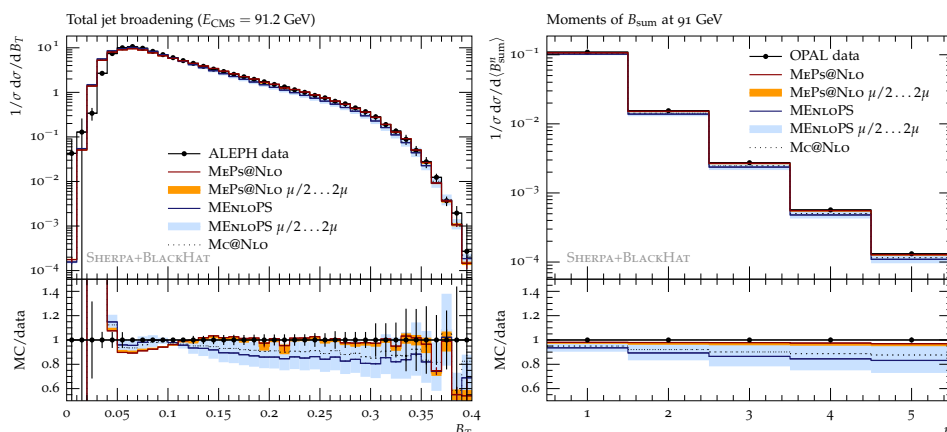 Total jet broadening (E_CMS = 91.2 GeV)
1/σ dσ/dB_T
10^1
1
10^−1
10^−2
10^−3
10^−4
ALEPH data
MEPS@NLO
MEPS@NLO μ/2…2μ
MENLOPS
MENLOPS μ/2…2μ
MC@NLO
SHERPA+BLACKHAT
MC/data
1.4
1.2
1.0
0.8
0.6
0 0.05 0.1 0.15 0.2 0.25 0.3 0.35 0.4
B_T
Moments of B_sum at 91 GeV
1/σ dσ/d⟨B^n_sum⟩
10^−1
10^−2
10^−3
10^−4
OPAL data
MEPS@NLO
MEPS@NLO μ/2…2μ
MENLOPS
MENLOPS μ/2…2μ
MC@NLO
SHERPA+BLACKHAT
MC/data
1.4
1.2
1
0.8
0.6
1 2 3 4 5